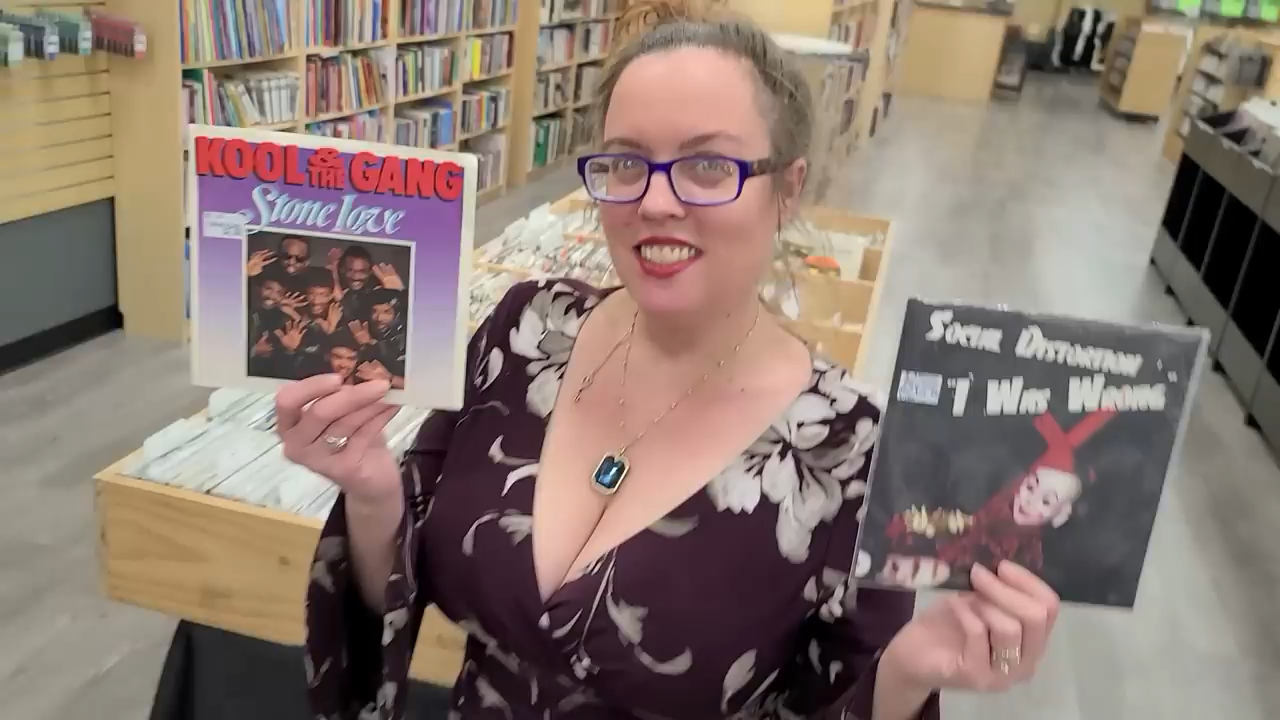 KOOL & THE GANG
Stone Love
SOCIAL DISTORTION
"I WAS WRONG"